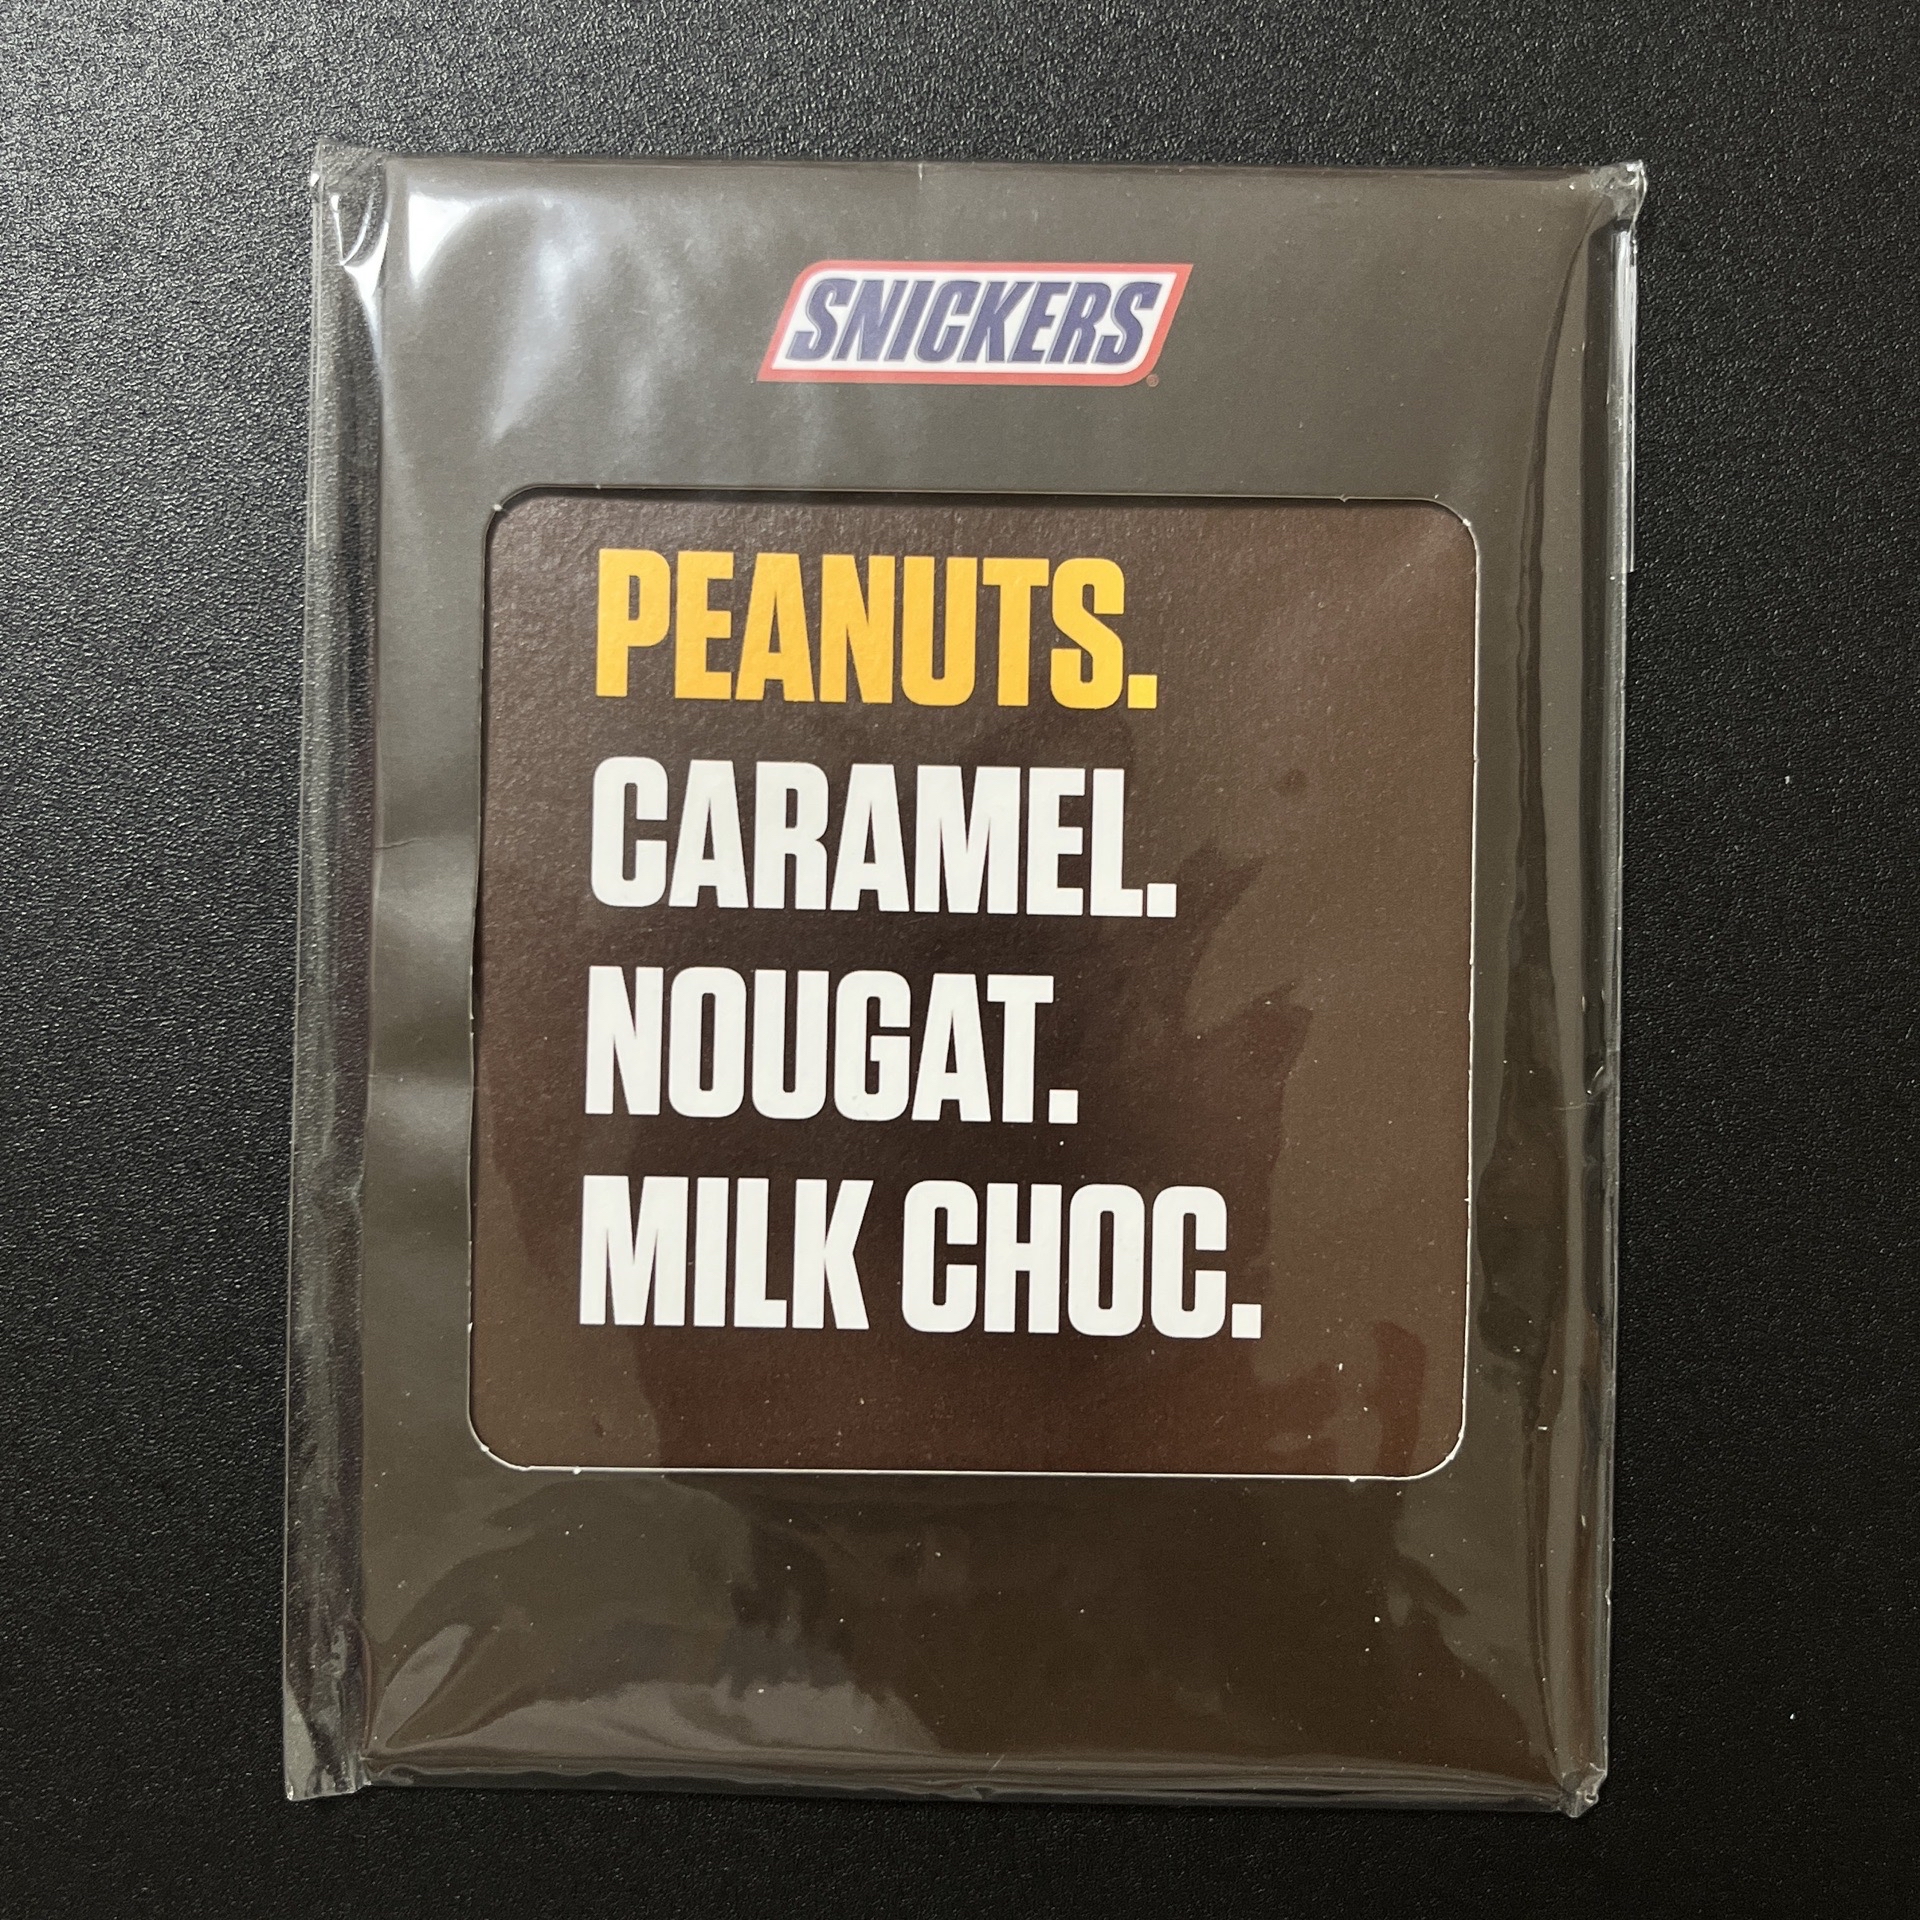 SNICKERS
PEANUTS.
CARAMEL.
NOUGAT.
MILK CHOC.